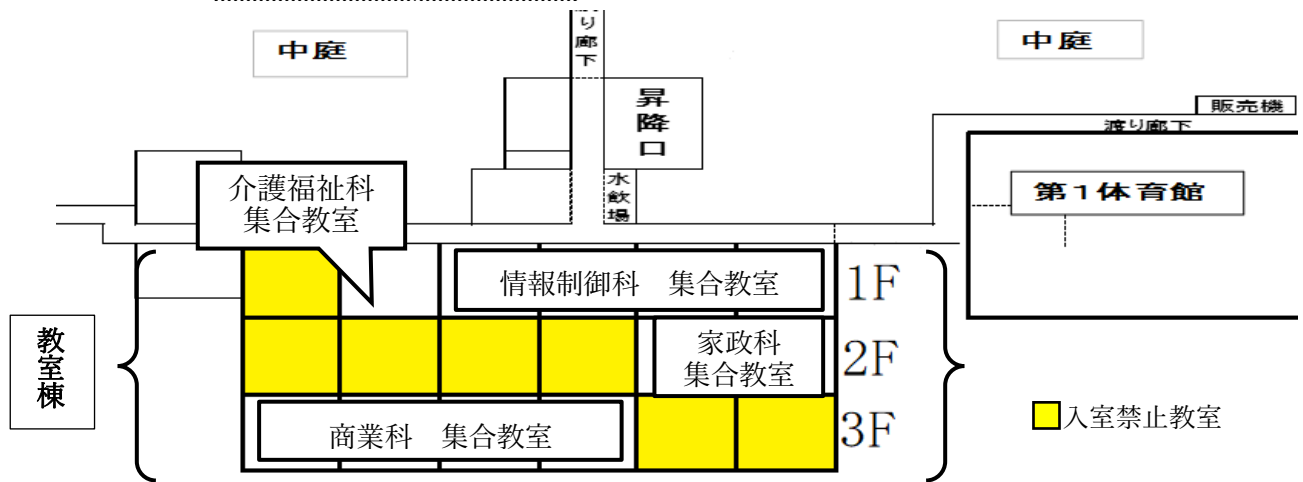 り廊下
中庭
中庭
昇降口
販売機
渡り廊下
水飲場
第1体育館
介護福祉科
集合教室
情報制御科　集合教室
1F
教室棟
家政科
集合教室
2F
商業科　集合教室
3F
入室禁止教室